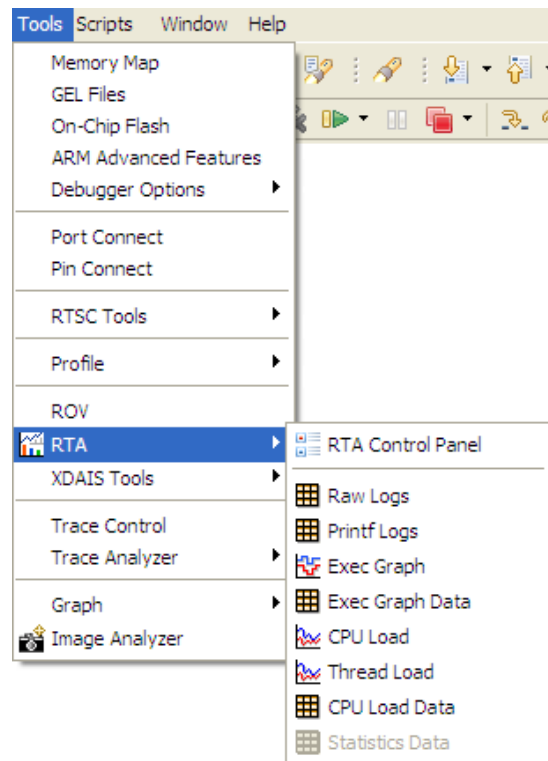 Tools Scripts Window Help
Memory Map
GEL Files
On-Chip Flash
ARM Advanced Features
Debugger Options
Port Connect
Pin Connect
RTSC Tools
Profile
ROV
RTA
XDAIS Tools
Trace Control
Trace Analyzer
Graph
Image Analyzer
RTA Control Panel
Raw Logs
Printf Logs
Exec Graph
Exec Graph Data
CPU Load
Thread Load
CPU Load Data
Statistics Data